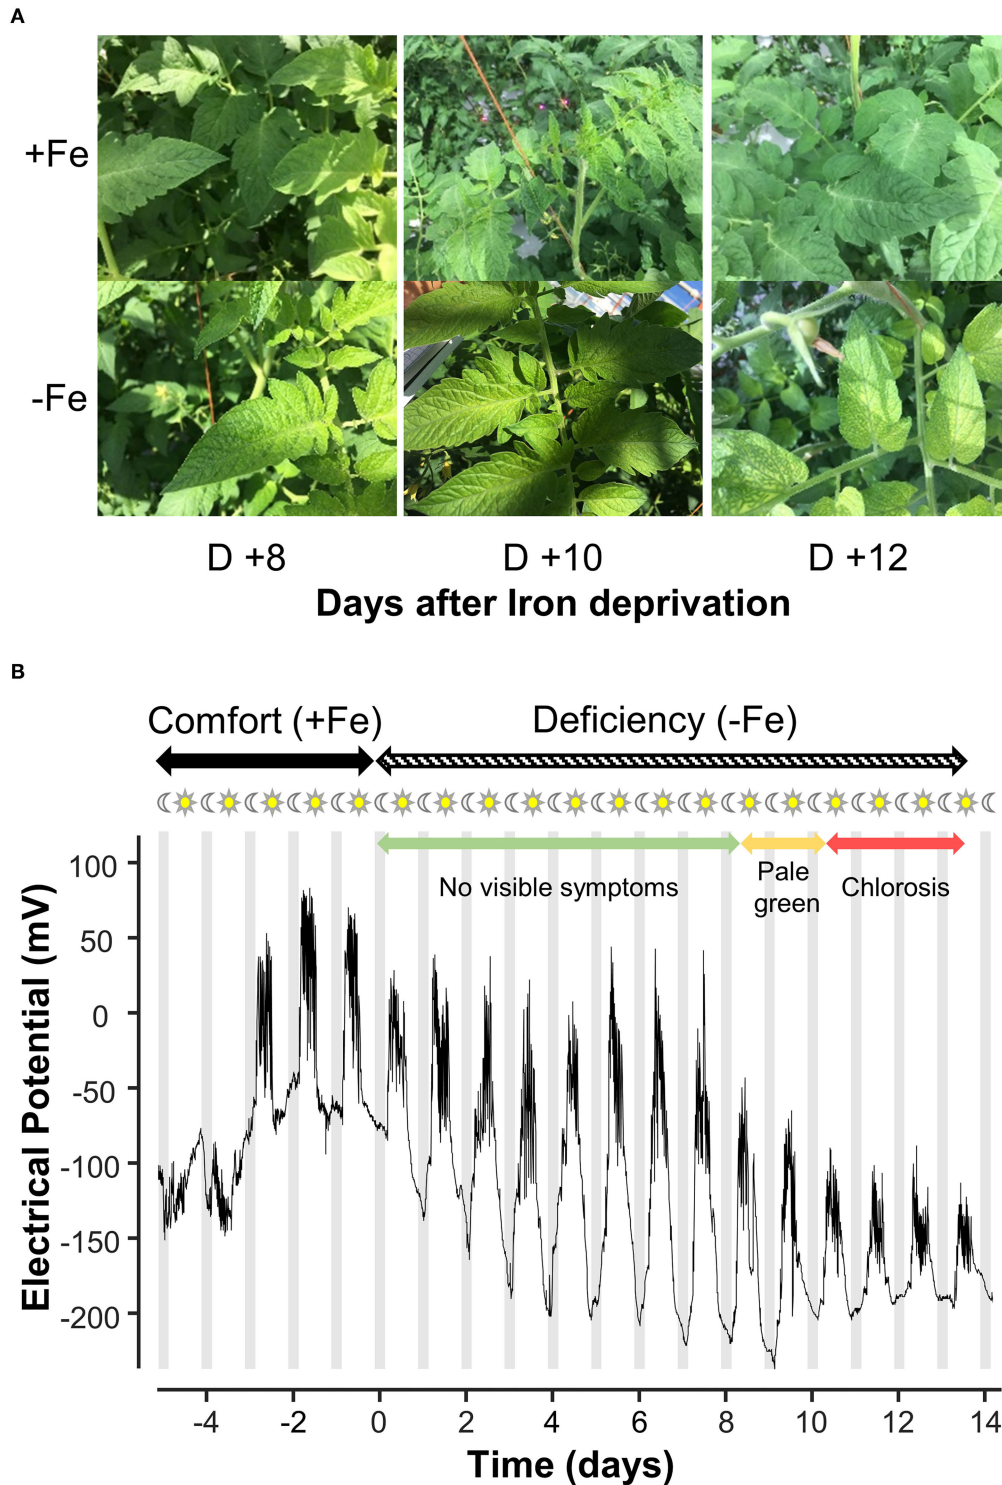 A
+Fe
-Fe
D +8
D +10
D +12
Days after Iron deprivation
B
Comfort (+Fe)
Deficiency (-Fe)
No visible symptoms
Pale
green
Chlorosis
100
50
0
-50
-100
-150
-200
Electrical Potential (mV)
-4
-2
0
2
4
6
8
10
12
14
Time (days)